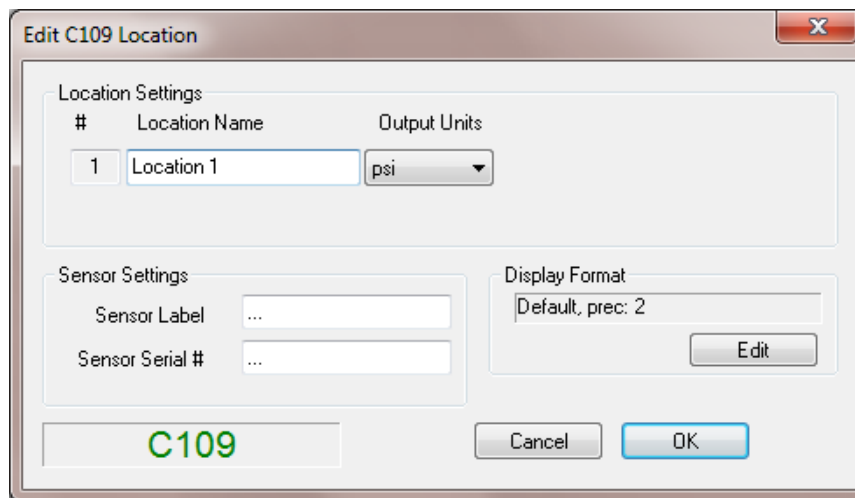 Edit C109 Location
X
Location Settings
# Location Name Output Units
1 Location 1 psi
Sensor Settings
Sensor Label ...
Sensor Serial # ...
Display Format
Default, prec: 2
Edit
C109
Cancel OK